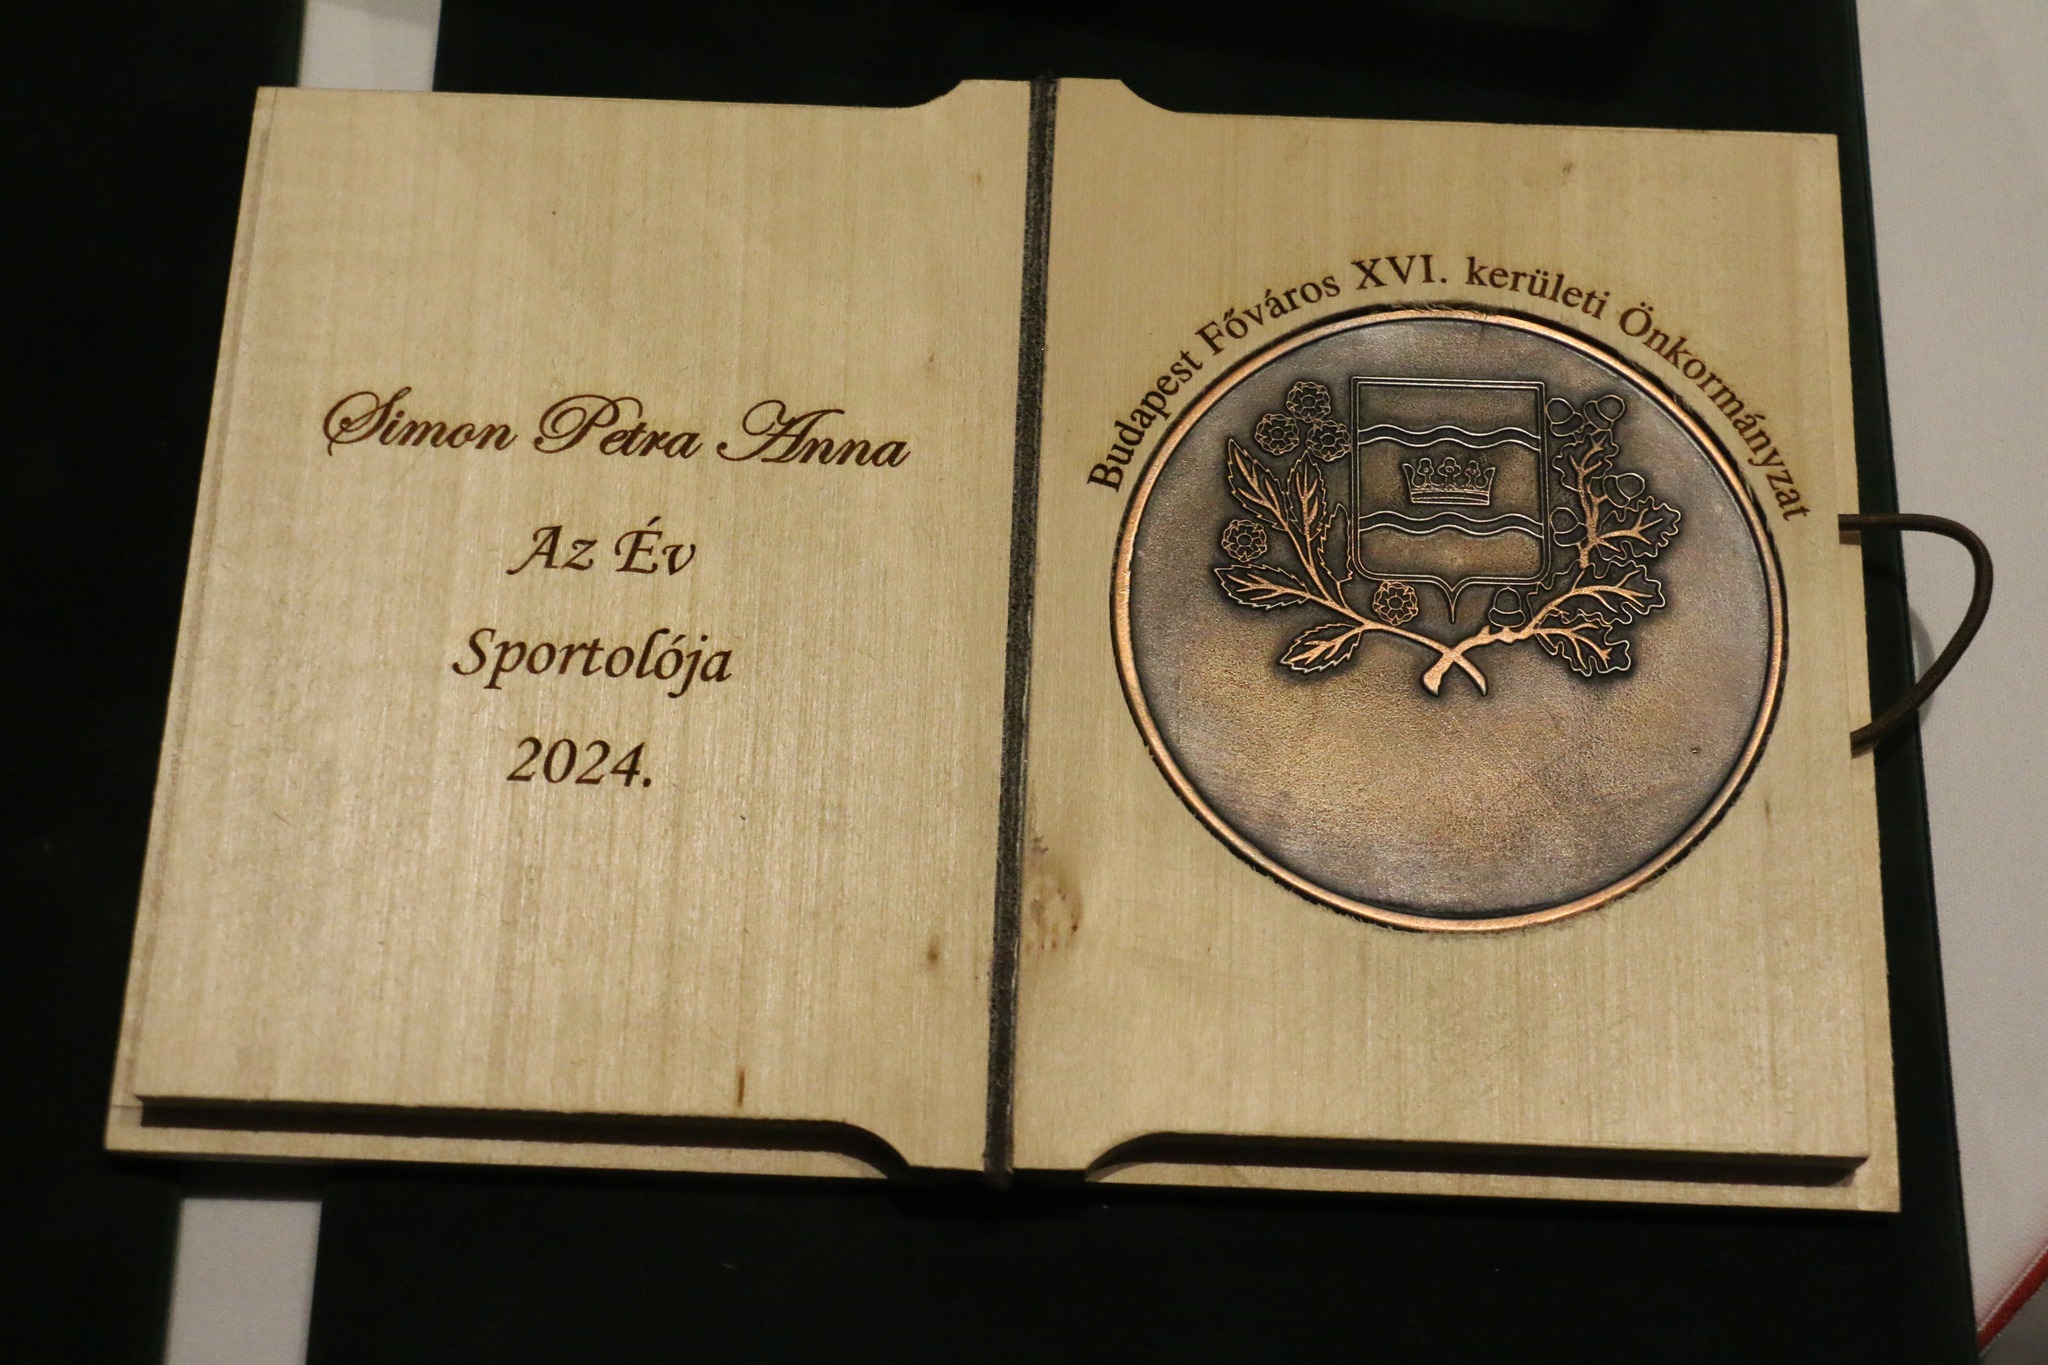 Simon Petra Anna
Az Év
Sportolója
2024.
Budapest Főváros XVI. kerületi Önkormányzat